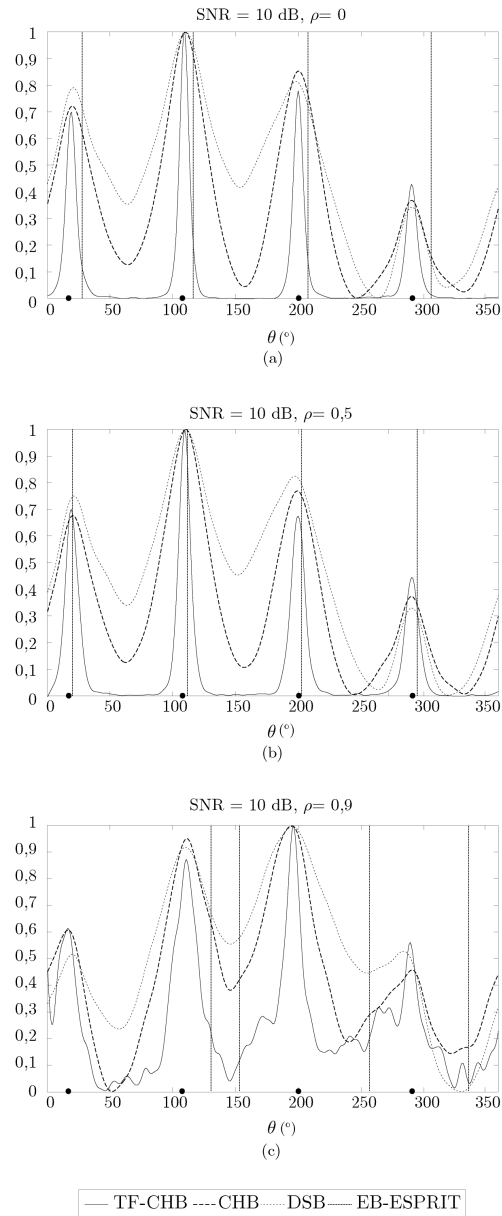 SNR = 10 dB, ρ= 0
1
0,9
0,8
0,7
0,6
0,5
0,4
0,3
0,2
0,1
0
0 50 100 150 200 250 300 350
θ (º)
(a)
SNR = 10 dB, ρ= 0,5
1
0,9
0,8
0,7
0,6
0,5
0,4
0,3
0,2
0,1
0
0 50 100 150 200 250 300 350
θ (º)
(b)
SNR = 10 dB, ρ= 0,9
1
0,9
0,8
0,7
0,6
0,5
0,4
0,3
0,2
0,1
0
0 50 100 150 200 250 300 350
θ (º)
(c)
TF-CHB CHB DSB EB-ESPRIT